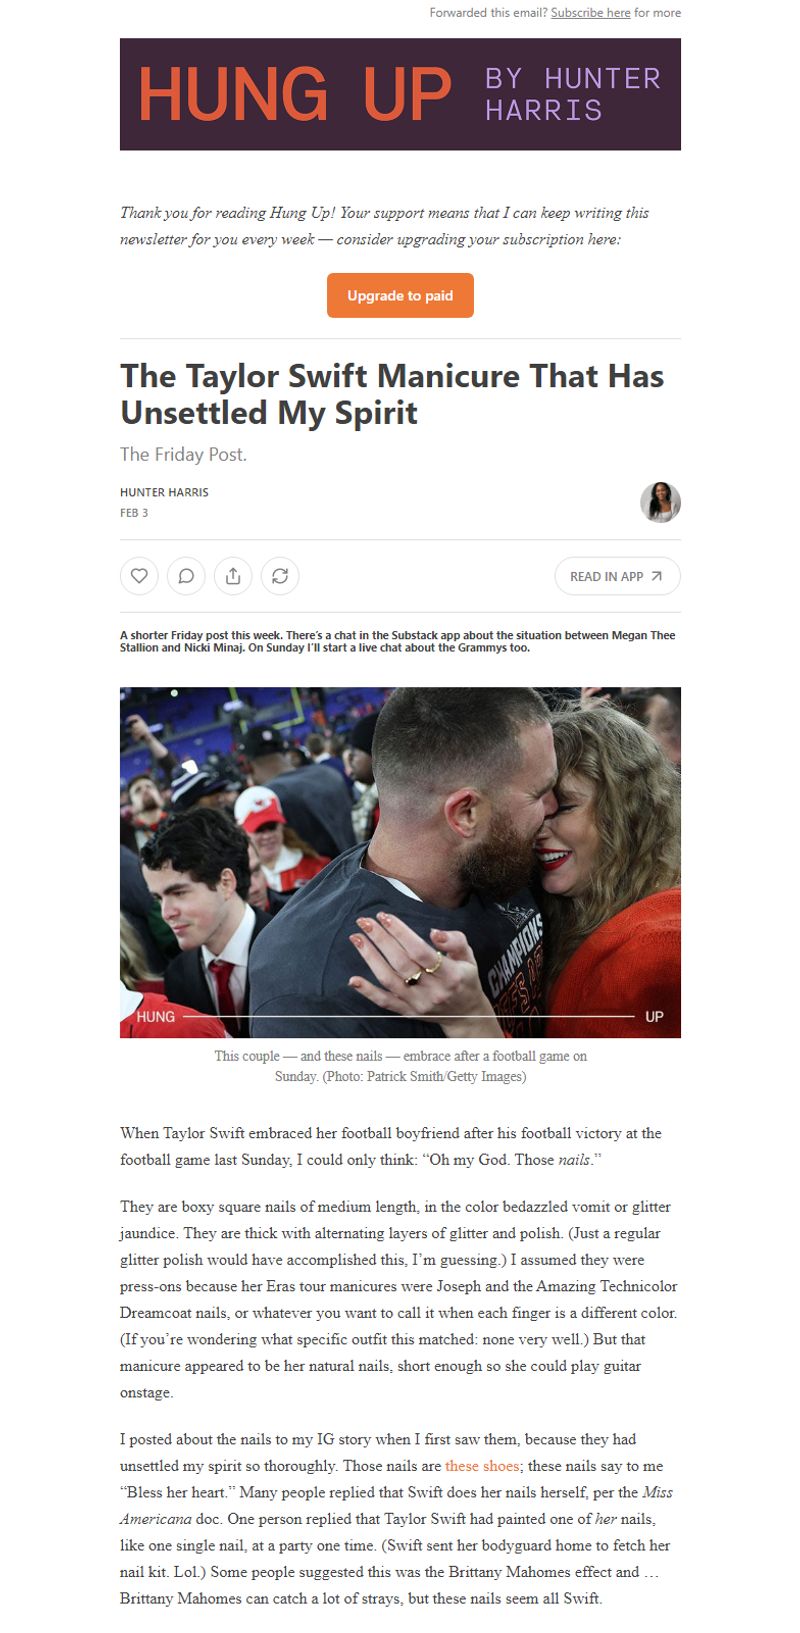 Forwarded this email? Subscribe here for more
HUNG UP BY HUNTER
HARRIS
Thank you for reading Hung Up! Your support means that I can keep writing this
newsletter for you every week — consider upgrading your subscription here:
Upgrade to paid
The Taylor Swift Manicure That Has
Unsettled My Spirit
The Friday Post.
HUNTER HARRIS
FEB 3
READ IN APP
A shorter Friday post this week. There's a chat in the Substack app about the situation between Megan Thee
Stallion and Nicki Minaj. On Sunday I'll start a live chat about the Grammys too.
CHAMPIONS
HUNG UP
This couple — and these nails — embrace after a football game on
Sunday. (Photo: Patrick Smith/Getty Images)
When Taylor Swift embraced her football boyfriend after his football victory at the
football game last Sunday, I could only think: “Oh my God. Those nails.”
They are boxy square nails of medium length, in the color bedazzled vomit or glitter
jaundice. They are thick with alternating layers of glitter and polish. (Just a regular
glitter polish would have accomplished this, I’m guessing.) I assumed they were
press-ons because her Eras tour manicures were Joseph and the Amazing Technicolor
Dreamcoat nails, or whatever you want to call it when each finger is a different color.
(If you’re wondering what specific outfit this matched: none very well.) But that
manicure appeared to be her natural nails, short enough so she could play guitar
onstage.
I posted about the nails to my IG story when I first saw them, because they had
unsettled my spirit so thoroughly. Those nails are these shoes; these nails say to me
“Bless her heart.” Many people replied that Swift does her nails herself, per the Miss
Americana doc. One person replied that Taylor Swift had painted one of her nails,
like one single nail, at a party one time. (Swift sent her bodyguard home to fetch her
nail kit. Lol.) Some people suggested this was the Brittany Mahomes effect and …
Brittany Mahomes can catch a lot of strays, but these nails seem all Swift.